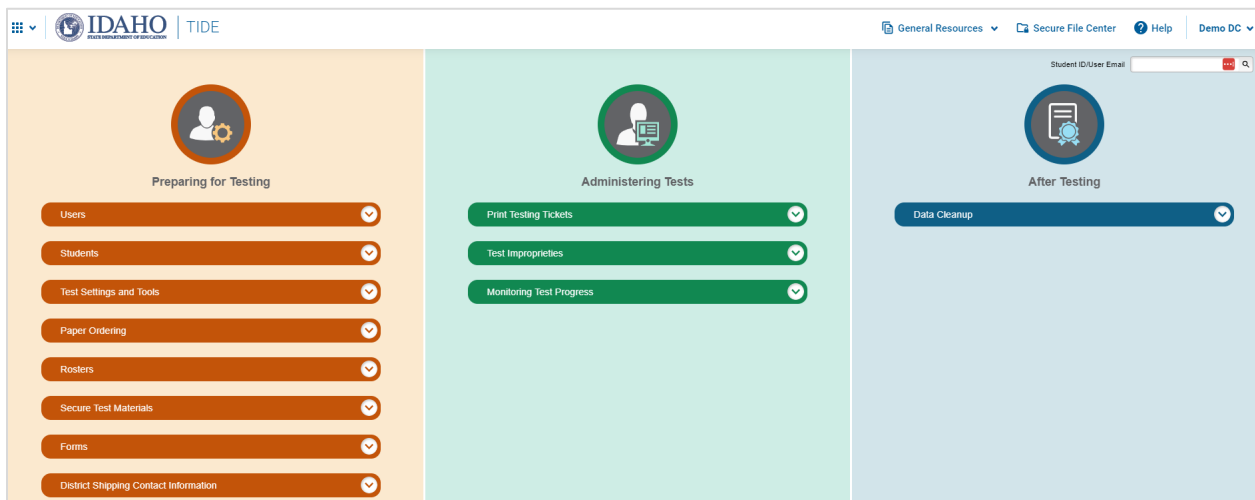 IDAHO
STATE DEPARTMENT OF EDUCATION
TIDE
General Resources
Secure File Center
Help
Demo DC
Student ID/User Email
Preparing for Testing
Users
Students
Test Settings and Tools
Paper Ordering
Rosters
Secure Test Materials
Forms
District Shipping Contact Information
Administering Tests
Print Testing Tickets
Test Improprieties
Monitoring Test Progress
After Testing
Data Cleanup